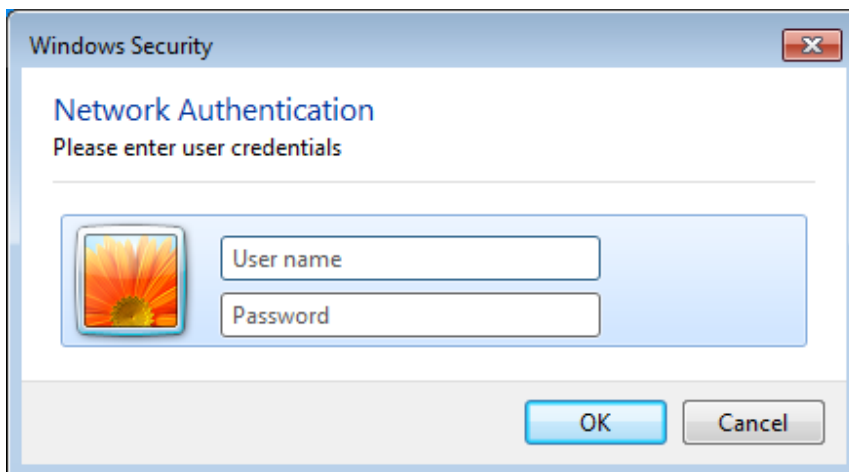 Windows Security
Network Authentication
Please enter user credentials
User name
Password
OK Cancel